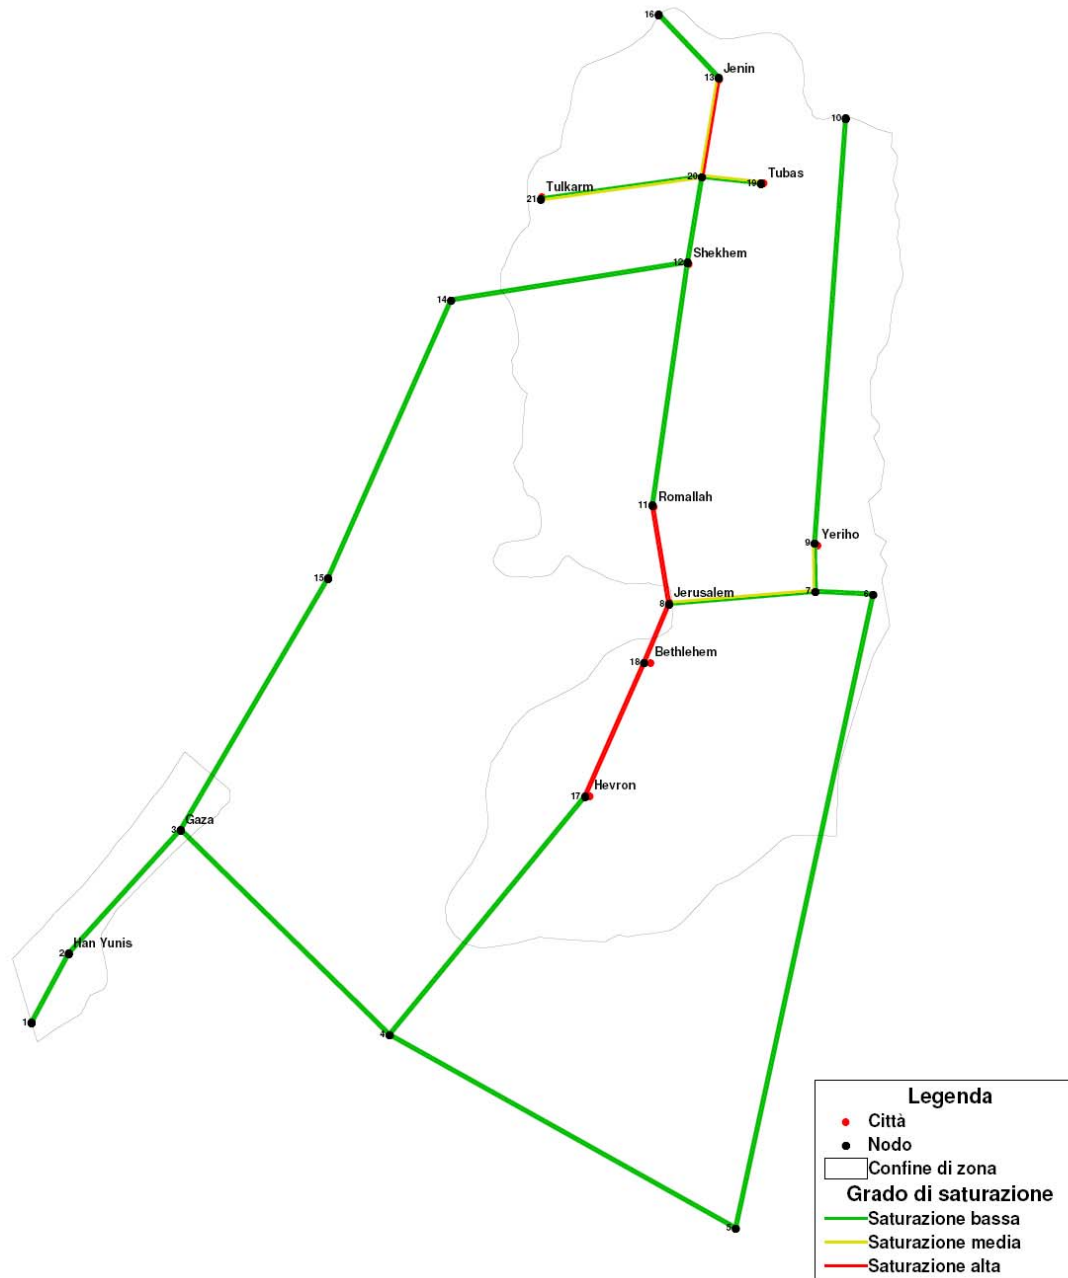 16
Jenin
13
10
20
Tubas
19
Tulkarm
21
Shekhem
12
14
Romallah
11
Yeriho
9
15
7
6
Jerusalem
8
Bethlehem
18
Hevron
17
Gaza
3
Han Yunis
2
1
4
5
Legenda
Città
Nodo
Confine di zona
Grado di saturazione
Saturazione bassa
Saturazione media
Saturazione alta